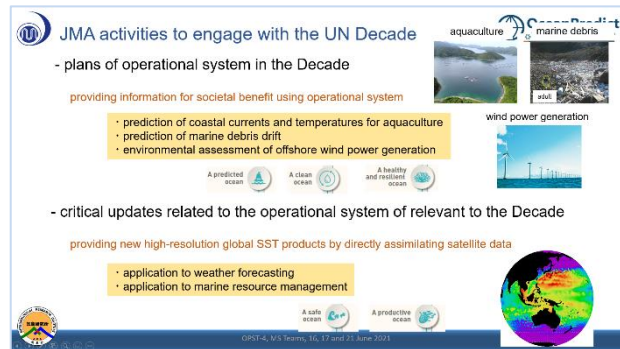 JMA activities to engage with the UN Decade
aquaculture
marine debris
- plans of operational system in the Decade
providing information for societal benefit using operational system
・prediction of coastal currents and temperatures for aquaculture
・prediction of marine debris drift
・environmental assessment of offshore wind power generation
wind power generation
A predicted
ocean
A clean
ocean
A healthy
and resilient
ocean
- critical updates related to the operational system of relevant to the Decade
providing new high-resolution global SST products by directly assimilating satellite data
・application to weather forecasting
・application to marine resource management
A safe
ocean
A productive
ocean
OPST-4, MS Teams, 16, 17 and 21 June 2021